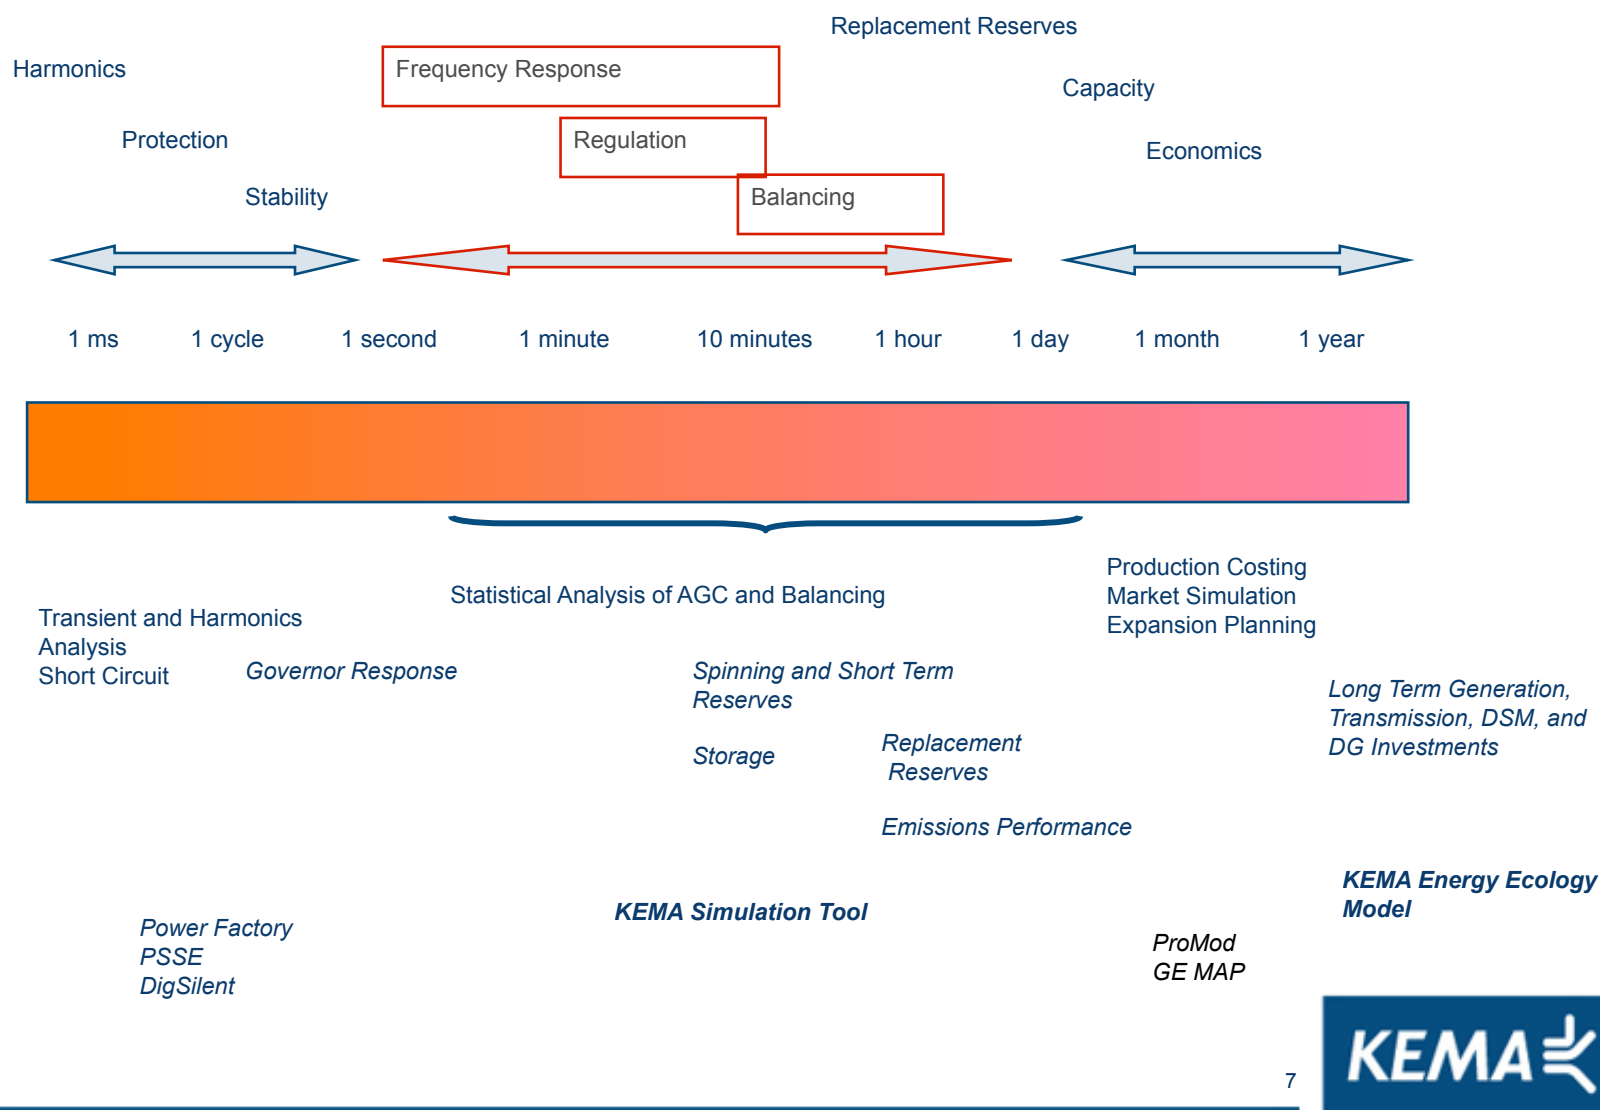 Replacement Reserves
Harmonics
Frequency Response
Capacity
Protection
Regulation
Economics
Stability
Balancing
1 ms
1 cycle
1 second
1 minute
10 minutes
1 hour
1 day
1 month
1 year
Statistical Analysis of AGC and Balancing
Production Costing
Market Simulation
Expansion Planning
Transient and Harmonics
Analysis
Short Circuit
Governor Response
Spinning and Short Term
Reserves
Storage
Replacement
Reserves
Emissions Performance
Long Term Generation,
Transmission, DSM, and
DG Investments
KEMA Energy Ecology
Model
KEMA Simulation Tool
Power Factory
PSSE
DigSilent
ProMod
GE MAP
7
KEMA